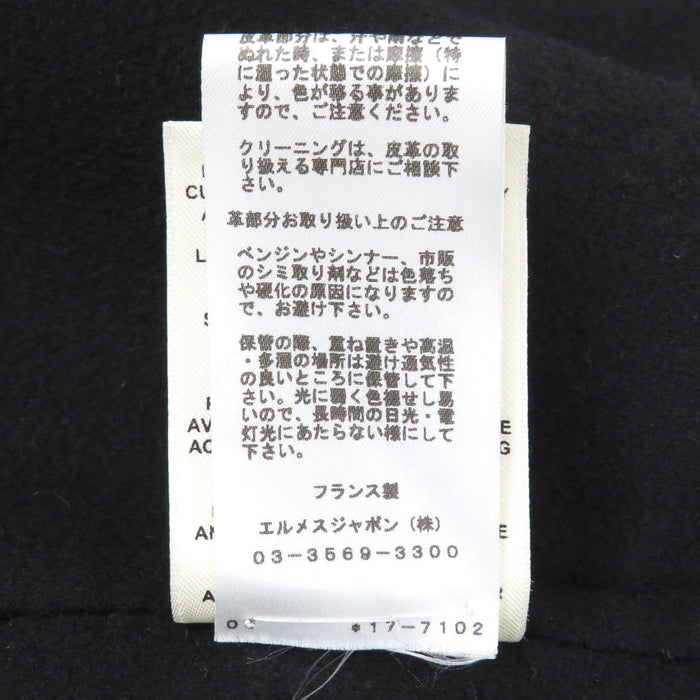 皮革部分は、汗や雨などで
ぬれた時、または摩擦（特
に湿った状態での摩擦）に
より、色が移る事がありま
すので、ご注意ください。
クリーニングは、皮革の取
り扱える専門店にご相談下
さい。
革部分お取り扱い上のご注意
ベンジンやシンナー、市販
のシミ取り剤などは色落ち
や硬化の原因になりますの
で、お避け下さい。
保管の際、重ね置きや高温
・多湿の場所は避け通気性
の良いところに保管して下
さい。光に弱く色褪せし易
いので、長時間の日光・電
灯光にあたらない様にして
下さい。
フランス製
エルメスジャポン（株）
03-3569-3300
*17-7102